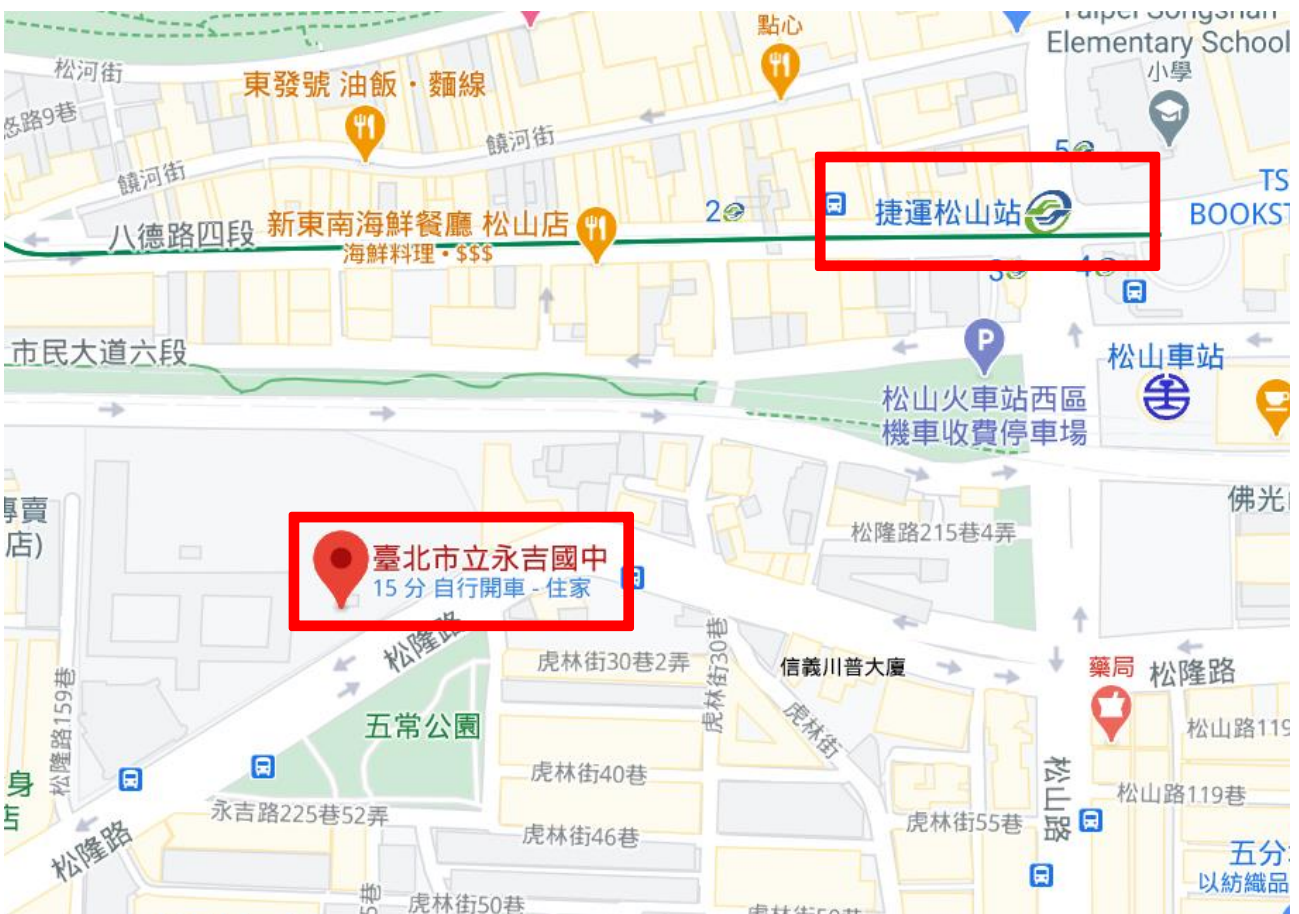 Elementary School
小學
點心
松河街
東發號 油飯・麵線
饒河街
饒河街
5
TS
BOOKST
2
捷運松山站
八德路四段
新東南海鮮餐廳 松山店
海鮮料理・$$$
3
4
P
市民大道六段
松山車站
松山火車站西區
機車收費停車場
專賣
店)
佛光
松隆路215巷4弄
臺北市立永吉國中
15 分 自行開車 - 住家
松隆路
虎林街30巷2弄
虎林街30巷
信義川普大廈
藥局
松隆路
松隆路159巷
五常公園
虎林街
松山路119
身
店
虎林街40巷
松山路
松山路119巷
永吉路225巷52弄
虎林街46巷
虎林街55巷
松隆路
五分
以紡織品
虎林街50巷